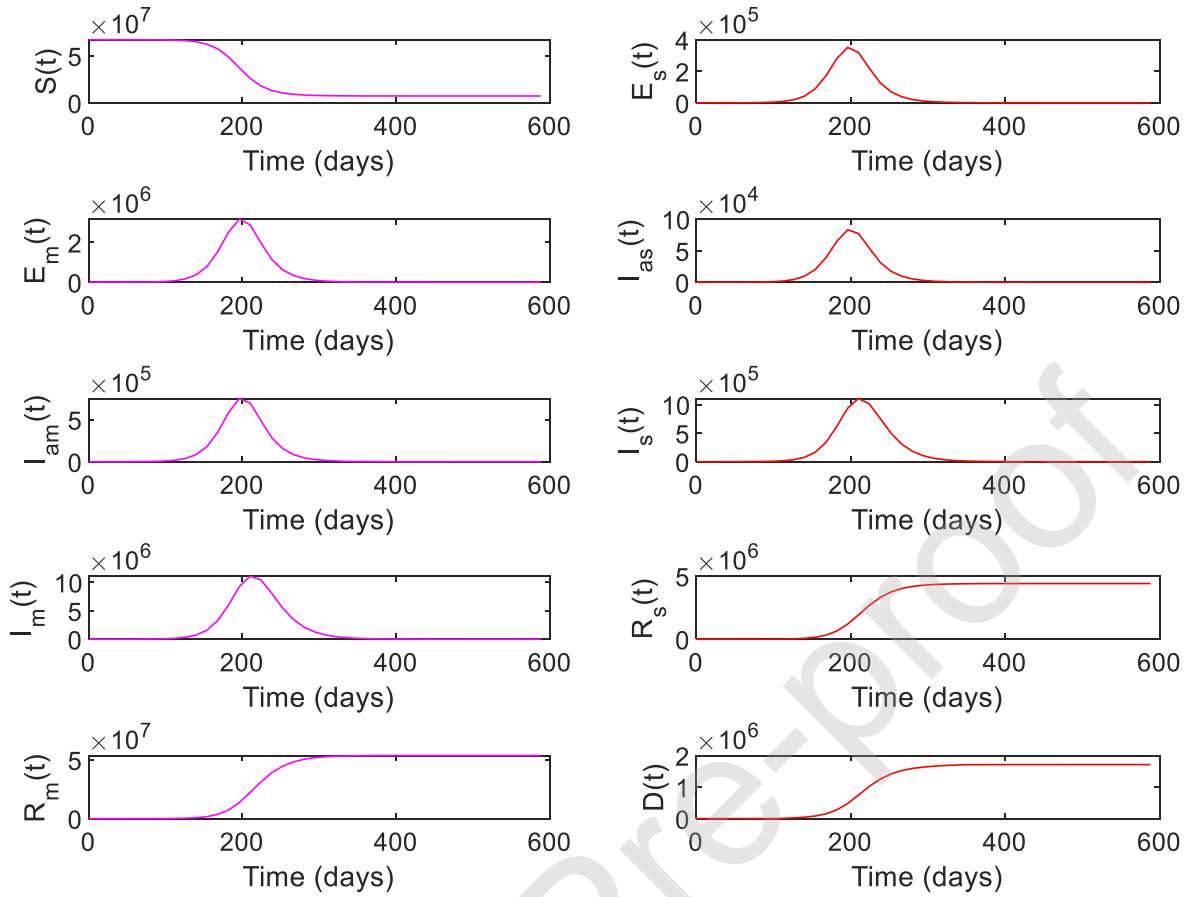 ×10^7
5
0
S(t)
0 200 400 600
Time (days)
×10^5
4
2
0
E_s(t)
0 200 400 600
Time (days)
×10^6
2
0
E_m(t)
0 200 400 600
Time (days)
×10^4
10
5
0
I_as(t)
0 200 400 600
Time (days)
×10^5
5
0
I_am(t)
0 200 400 600
Time (days)
×10^5
10
5
0
I_s(t)
0 200 400 600
Time (days)
×10^6
10
5
0
I_m(t)
0 200 400 600
Time (days)
×10^6
5
0
R_s(t)
0 200 400 600
Time (days)
×10^7
5
0
R_m(t)
0 200 400 600
Time (days)
×10^6
2
1
0
D(t)
0 200 400 600
Time (days)
Pre-proof